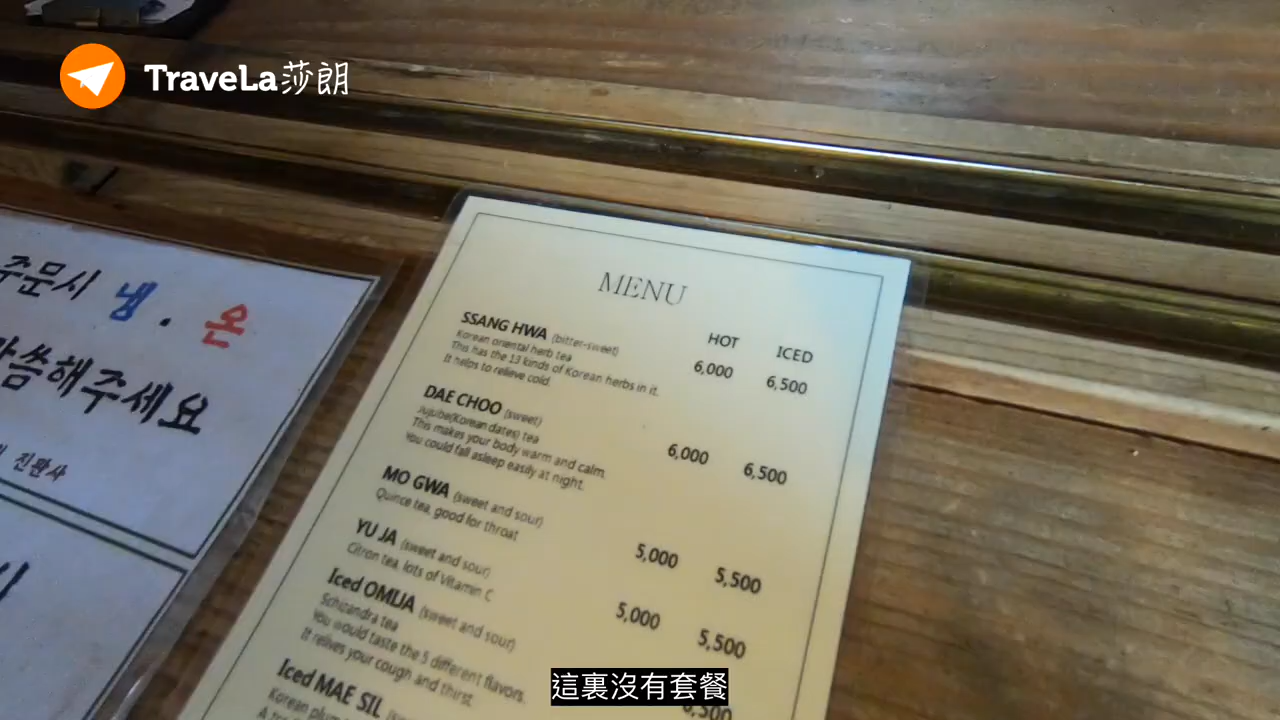 TraveLa莎朗
주문시 냉 . 온
말씀해주세요
진관사
MENU
HOT ICED
SSANG HWA (bitter-sweet)
Korean oriental herb tea
6,000 6,500
This has the 13 kinds of Korean herbs in it.
It helps to relieve cold.
DAE CHOO (sweet)
Jujube(Korean dates) tea
6,000 6,500
This makes your body warm and calm.
You could fall asleep easily at night.
MO GWA (sweet and sour)
5,000 5,500
Quince tea, good for throat
YU JA (sweet and sour)
5,000 5,500
Citron tea, lots of Vitamin C
Iced OMIJA (sweet and sour)
6,500
Schizandra tea
You would taste the 5 different flavors.
It relives your cough and thirst.
Iced MAE SIL
Korean plum
這裏沒有套餐